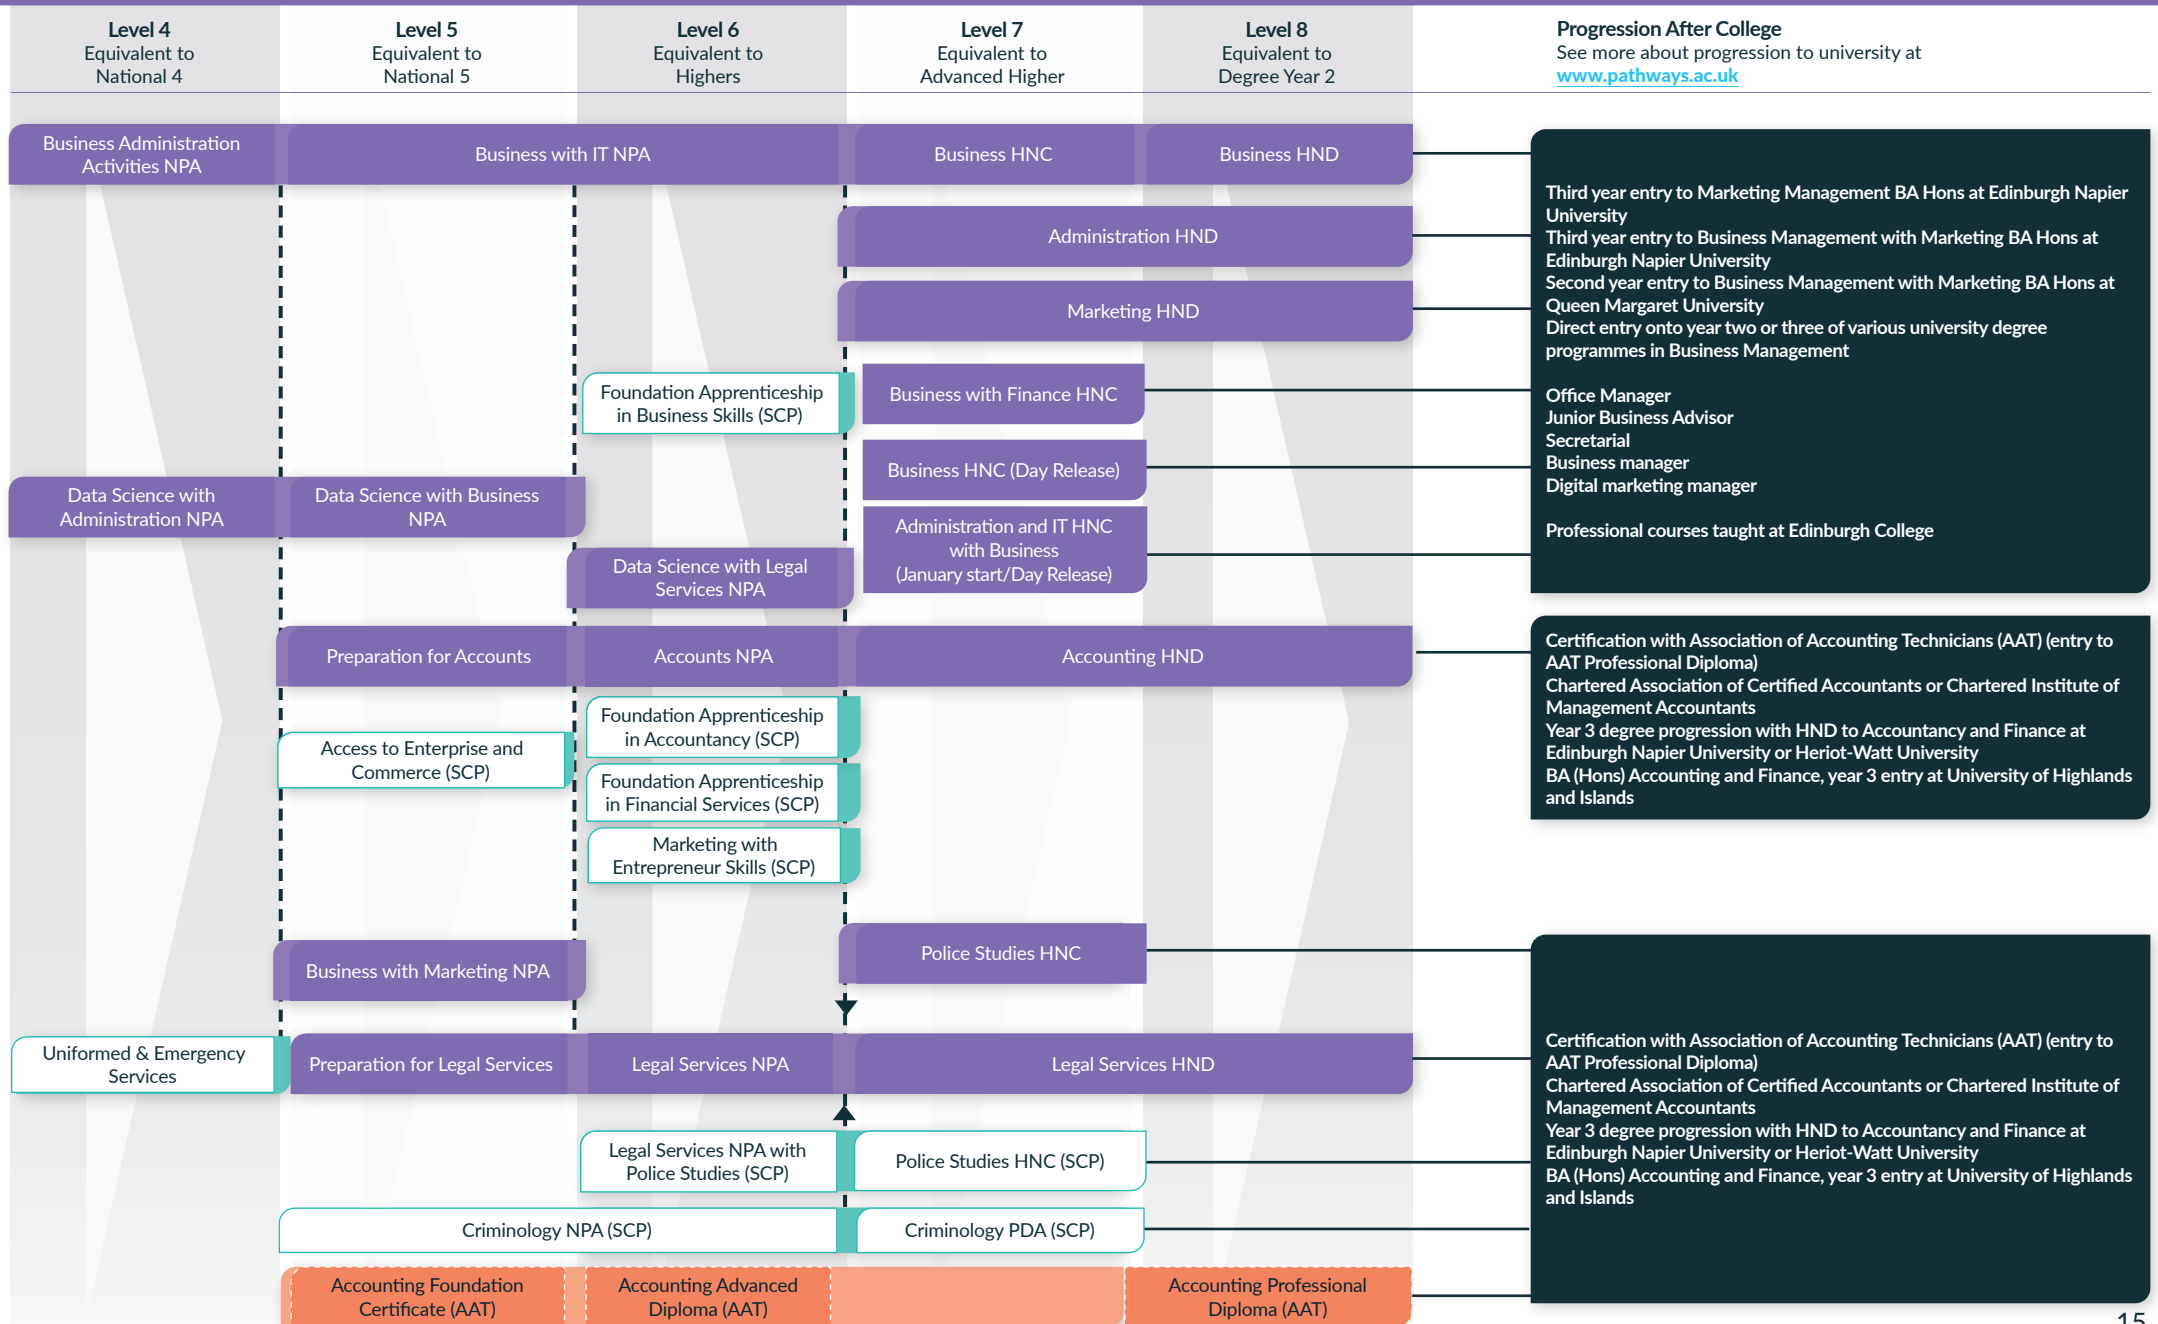 Level 4
Equivalent to
National 4
Level 5
Equivalent to
National 5
Level 6
Equivalent to
Highers
Level 7
Equivalent to
Advanced Higher
Level 8
Equivalent to
Degree Year 2
Progression After College
See more about progression to university at
www.pathways.ac.uk
Business Administration
Activities NPA
Business with IT NPA
Business HNC
Business HND
Administration HND
Marketing HND
Foundation Apprenticeship
in Business Skills (SCP)
Business with Finance HNC
Business HNC (Day Release)
Data Science with
Administration NPA
Data Science with Business
NPA
Administration and IT HNC
with Business
(January start/Day Release)
Data Science with Legal
Services NPA
Third year entry to Marketing Management BA Hons at Edinburgh Napier
University
Third year entry to Business Management with Marketing BA Hons at
Edinburgh Napier University
Second year entry to Business Management with Marketing BA Hons at
Queen Margaret University
Direct entry onto year two or three of various university degree
programmes in Business Management
Office Manager
Junior Business Advisor
Secretarial
Business manager
Digital marketing manager
Professional courses taught at Edinburgh College
Preparation for Accounts
Accounts NPA
Accounting HND
Foundation Apprenticeship
in Accountancy (SCP)
Access to Enterprise and
Commerce (SCP)
Foundation Apprenticeship
in Financial Services (SCP)
Marketing with
Entrepreneur Skills (SCP)
Certification with Association of Accounting Technicians (AAT) (entry to
AAT Professional Diploma)
Chartered Association of Certified Accountants or Chartered Institute of
Management Accountants
Year 3 degree progression with HND to Accountancy and Finance at
Edinburgh Napier University or Heriot-Watt University
BA (Hons) Accounting and Finance, year 3 entry at University of Highlands
and Islands
Police Studies HNC
Business with Marketing NPA
Uniformed & Emergency
Services
Preparation for Legal Services
Legal Services NPA
Legal Services HND
Legal Services NPA with
Police Studies (SCP)
Police Studies HNC (SCP)
Criminology NPA (SCP)
Criminology PDA (SCP)
Accounting Foundation
Certificate (AAT)
Accounting Advanced
Diploma (AAT)
Accounting Professional
Diploma (AAT)
Certification with Association of Accounting Technicians (AAT) (entry to
AAT Professional Diploma)
Chartered Association of Certified Accountants or Chartered Institute of
Management Accountants
Year 3 degree progression with HND to Accountancy and Finance at
Edinburgh Napier University or Heriot-Watt University
BA (Hons) Accounting and Finance, year 3 entry at University of Highlands
and Islands
15